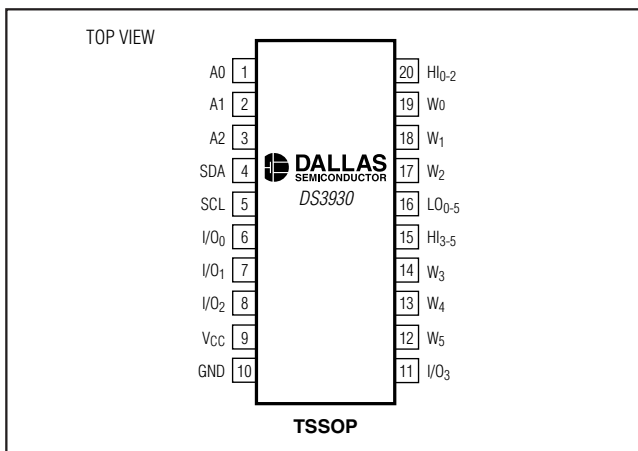 TOP VIEW
A0 1 20 HI0-2
A1 2 19 W0
A2 3 18 W1
SDA 4 17 W2
SCL 5 16 LO0-5
I/O0 6 15 HI3-5
I/O1 7 14 W3
I/O2 8 13 W4
VCC 9 12 W5
GND 10 11 I/O3
DALLAS
SEMICONDUCTOR
DS3930
TSSOP